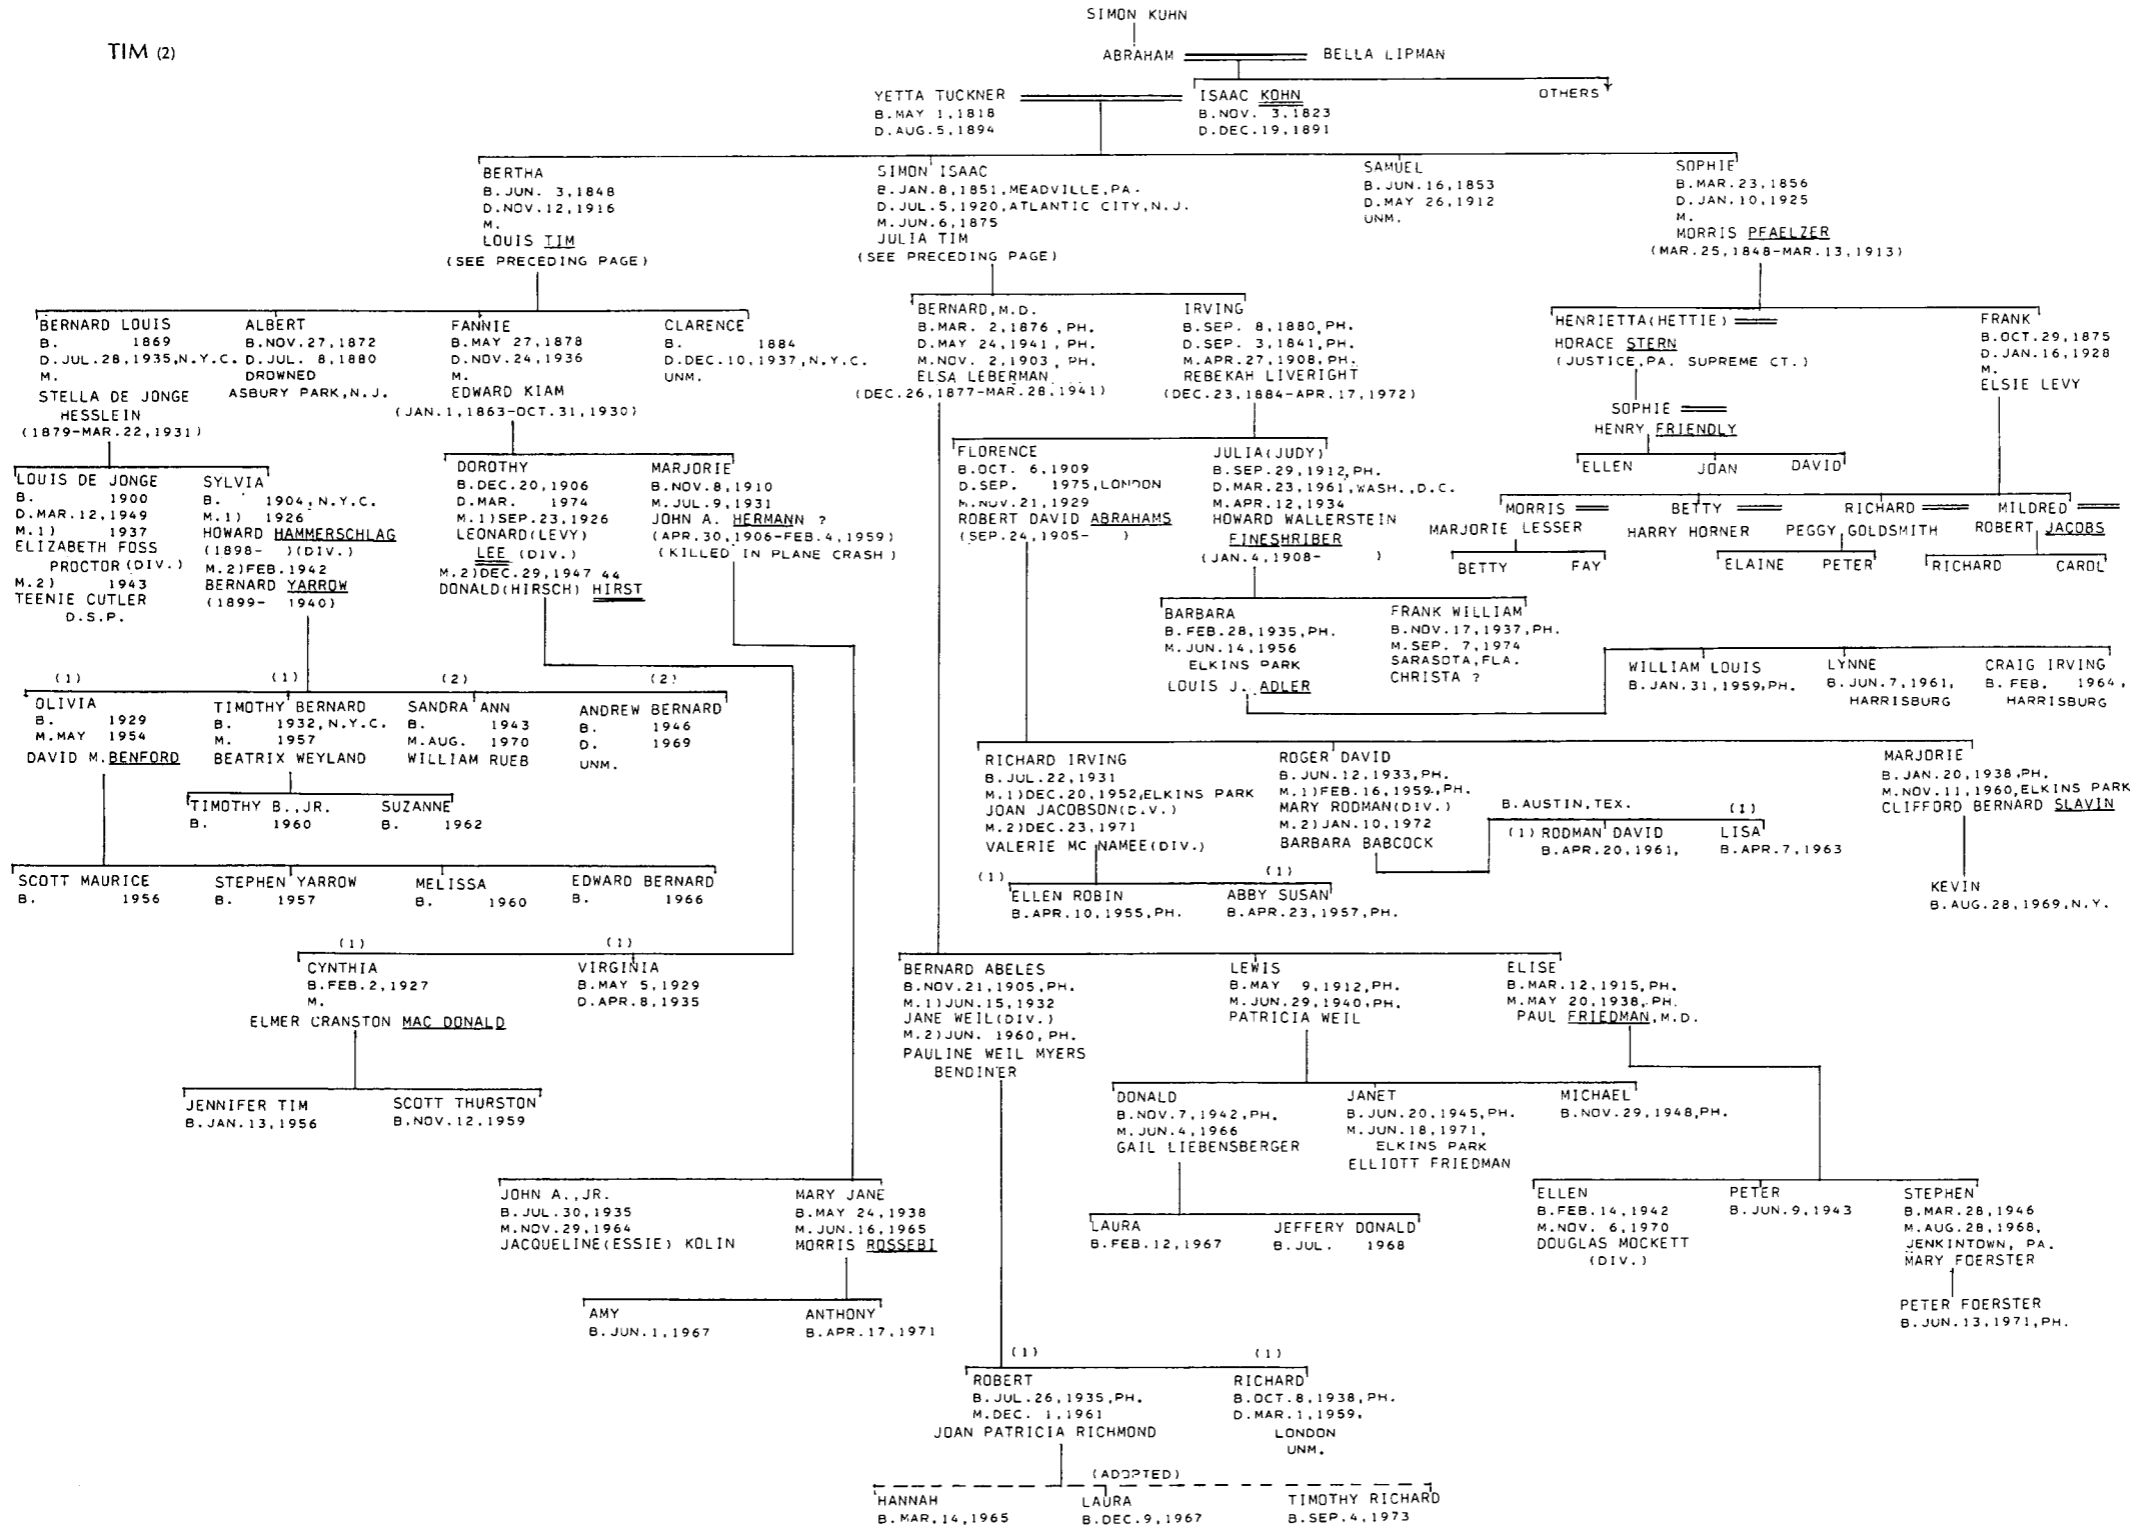 TIM (2)
SIMON KUHN
ABRAHAM
BELLA LIPMAN
YETTA TUCKNER
B.MAY 1,1818
D.AUG.5,1894
ISAAC KOHN
B.NOV. 3,1823
D.DEC.19,1891
OTHERS
BERTHA
B.JUN. 3,1848
D.NOV.12,1916
M.
LOUIS TIM
(SEE PRECEDING PAGE)
SIMON ISAAC
B.JAN.8,1851,MEADVILLE,PA.
D.JUL.5,1920,ATLANTIC CITY,N.J.
M.JUN.6,1875
JULIA TIM
(SEE PRECEDING PAGE)
SAMUEL
B.JUN.16,1853
D.MAY 26,1912
UNM.
SOPHIE
B.MAR.23,1856
D.JAN.10,1925
M.
MORRIS PFAELZER
(MAR.25,1848-MAR.13,1913)
BERNARD LOUIS
B. 1869
D.JUL.28,1935,N.Y.C.
M.
STELLA DE JONGE
HESSLEIN
(1879-MAR.22,1931)
ALBERT
B.NOV.27,1872
D.JUL. 8,1880
DROWNED
ASBURY PARK,N.J.
FANNIE
B.MAY 27,1878
D.NOV.24,1936
M.
EDWARD KIAM
(JAN.1,1863-OCT.31,1930)
CLARENCE
B. 1884
D.DEC.10,1937,N.Y.C.
UNM.
BERNARD,M.D.
B.MAR. 2,1876 ,PH.
D.MAY 24,1941 ,PH.
M.NOV. 2,1903 ,PH.
ELSA LEBERMAN
(DEC.26,1877-MAR.28,1941)
IRVING
B.SEP. 8,1880,PH.
D.SEP. 3,1841,PH.
M.APR.27,1908,PH.
REBEKAH LIVERIGHT
(DEC.23,1884-APR.17,1972)
HENRIETTA(HETTIE)
HORACE STERN
(JUSTICE,PA. SUPREME CT.)
FRANK
B.OCT.29,1875
D.JAN.16,1928
M.
ELSIE LEVY
SOPHIE
HENRY FRIENDLY
ELLEN
JOAN
DAVID
LOUIS DE JONGE
B. 1900
D.MAR.12,1949
M.1) 1937
ELIZABETH FOSS
PROCTOR(DIV.)
M.2) 1943
TEENIE CUTLER
D.S.P.
SYLVIA
B. 1904,N.Y.C.
M.1) 1926
HOWARD HAMMERSCHLAG
(1898- )(DIV.)
M.2)FEB.1942
BERNARD YARROW
(1899- 1940)
DOROTHY
B.DEC.20,1906
D.MAR. 1974
M.1)SEP.23,1926
LEONARD(LEVY)
LEE (DIV.)
M.2)DEC.29,1947 44
DONALD(HIRSCH) HIRST
MARJORIE
B.NOV.8,1910
M.JUL.9,1931
JOHN A. HERMANN ?
(APR.30,1906-FEB.4,1959)
(KILLED IN PLANE CRASH)
FLORENCE
B.OCT. 6,1909
D.SEP. 1975,LONDON
M.NOV.21,1929
ROBERT DAVID ABRAHAMS
(SEP.24,1905- )
JULIA(JUDY)
B.SEP.29,1912,PH.
D.MAR.23,1961,WASH.,D.C.
M.APR.12,1934
HOWARD WALLERSTEIN
FINESHRIBER
(JAN.4,1908- )
MORRIS
MARJORIE LESSER
BETTY
HARRY HORNER
RICHARD
PEGGY GOLDSMITH
MILDRED
ROBERT JACOBS
BETTY
FAY
ELAINE
PETER
RICHARD
CAROL
BARBARA
B.FEB.28,1935,PH.
M.JUN.14,1956
ELKINS PARK
LOUIS J. ADLER
FRANK WILLIAM
B.NOV.17,1937,PH.
M.SEP. 7,1974
SARASOTA,FLA.
CHRISTA ?
WILLIAM LOUIS
B.JAN.31,1959,PH.
LYNNE
B.JUN.7,1961,
HARRISBURG
CRAIG IRVING
B.FEB. 1964,
HARRISBURG
(1)
OLIVIA
B. 1929
M.MAY 1954
DAVID M.BENFORD
(1)
TIMOTHY BERNARD
B. 1932,N.Y.C.
M. 1957
BEATRIX WEYLAND
(2)
SANDRA ANN
B. 1943
M.AUG. 1970
WILLIAM RUEB
(2)
ANDREW BERNARD
B. 1946
D. 1969
UNM.
TIMOTHY B.,JR.
B. 1960
SUZANNE
B. 1962
RICHARD IRVING
B.JUL.22,1931
M.1)DEC.20,1952,ELKINS PARK
JOAN JACOBSON(DIV.)
M.2)DEC.23,1971
VALERIE MC NAMEE(DIV.)
ROGER DAVID
B.JUN.12,1933,PH.
M.1)FEB.16,1959,PH.
MARY RODMAN(DIV.)
M.2)JAN.10,1972
BARBARA BABCOCK
B.AUSTIN,TEX.
(1) RODMAN DAVID
B.APR.20,1961,
(1)
LISA
B.APR.7,1963
MARJORIE
B.JAN.20,1938,PH.
M.NOV.11,1960,ELKINS PARK
CLIFFORD BERNARD SLAVIN
KEVIN
B.AUG.28,1969,N.Y.
SCOTT MAURICE
B. 1956
STEPHEN YARROW
B. 1957
MELISSA
B. 1960
EDWARD BERNARD
B. 1966
(1)
ELLEN ROBIN
B.APR.10,1955,PH.
(1)
ABBY SUSAN
B.APR.23,1957,PH.
(1)
CYNTHIA
B.FEB.2,1927
M.
ELMER CRANSTON MAC DONALD
(1)
VIRGINIA
B.MAY 5,1929
D.APR.8,1935
BERNARD ABELES
B.NOV.21,1905,PH.
M.1)JUN.15,1932
JANE WEIL(DIV.)
M.2)JUN. 1960,PH.
PAULINE WEIL MYERS
BENDINER
LEWIS
B.MAY 9,1912,PH.
M.JUN.29,1940,PH.
PATRICIA WEIL
ELISE
B.MAR.12,1915,PH.
M.MAY 20,1938,PH.
PAUL FRIEDMAN,M.D.
JENNIFER TIM
B.JAN.13,1956
SCOTT THURSTON
B.NOV.12,1959
DONALD
B.NOV.7,1942,PH.
M.JUN.4,1966
GAIL LIEBENSBERGER
JANET
B.JUN.20,1945,PH.
M.JUN.18,1971,
ELKINS PARK
ELLIOTT FRIEDMAN
MICHAEL
B.NOV.29,1948,PH.
JOHN A.,JR.
B.JUL.30,1935
M.NOV.29,1964
JACQUELINE(ESSIE) KOLIN
MARY JANE
B.MAY 24,1938
M.JUN.16,1965
MORRIS ROSSEBI
LAURA
B.FEB.12,1967
JEFFERY DONALD
B.JUL. 1968
ELLEN
B.FEB.14,1942
M.NOV. 6,1970
DOUGLAS MOCKETT
(DIV.)
PETER
B.JUN.9,1943
STEPHEN
B.MAR.28,1946
M.AUG.28,1968,
JENKINTOWN, PA.
MARY FOERSTER
PETER FOERSTER
B.JUN.13,1971,PH.
AMY
B.JUN.1,1967
ANTHONY
B.APR.17,1971
(1)
ROBERT
B.JUL.26,1935,PH.
M.DEC. 1,1961
JOAN PATRICIA RICHMOND
(1)
RICHARD
B.OCT.8,1938,PH.
D.MAR.1,1959,
LONDON
UNM.
(ADOPTED)
HANNAH
B.MAR.14,1965
LAURA
B.DEC.9,1967
TIMOTHY RICHARD
B.SEP.4,1973